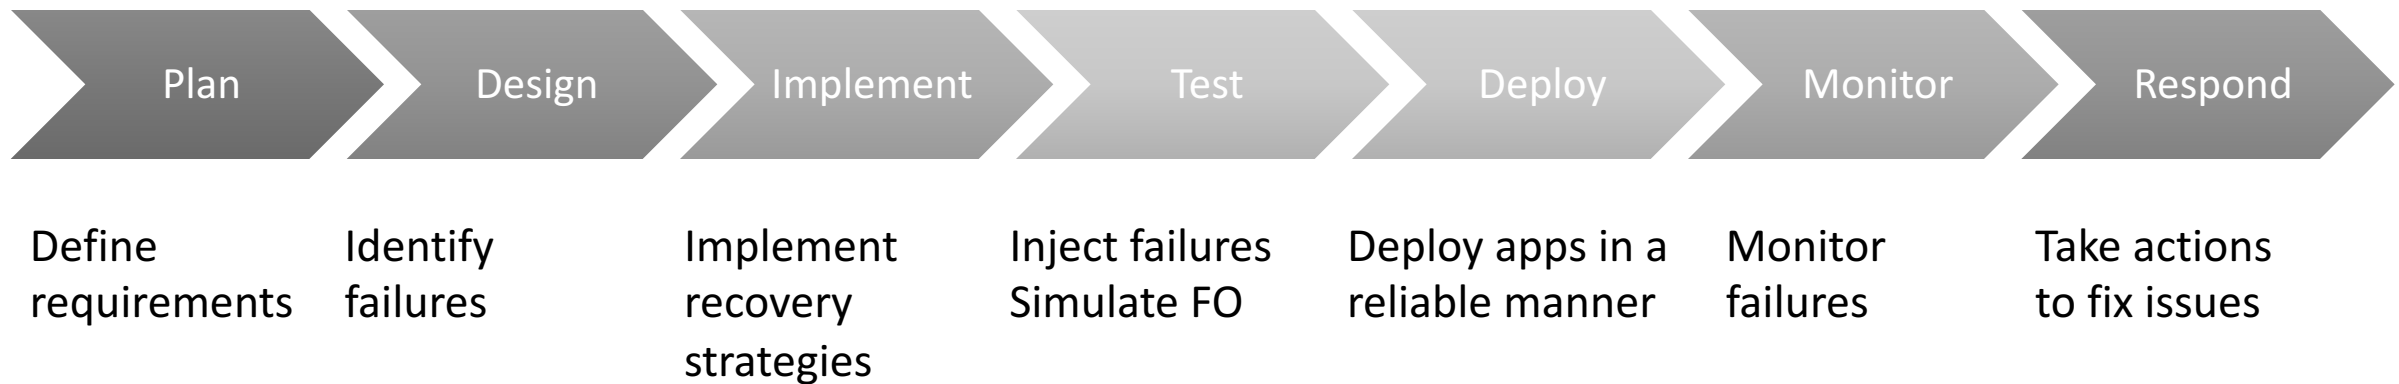 Plan
Design
Implement
Test
Deploy
Monitor
Respond
Define
requirements
Identify
failures
Implement
recovery
strategies
Inject failures
Simulate FO
Deploy apps in a
reliable manner
Monitor
failures
Take actions
to fix issues